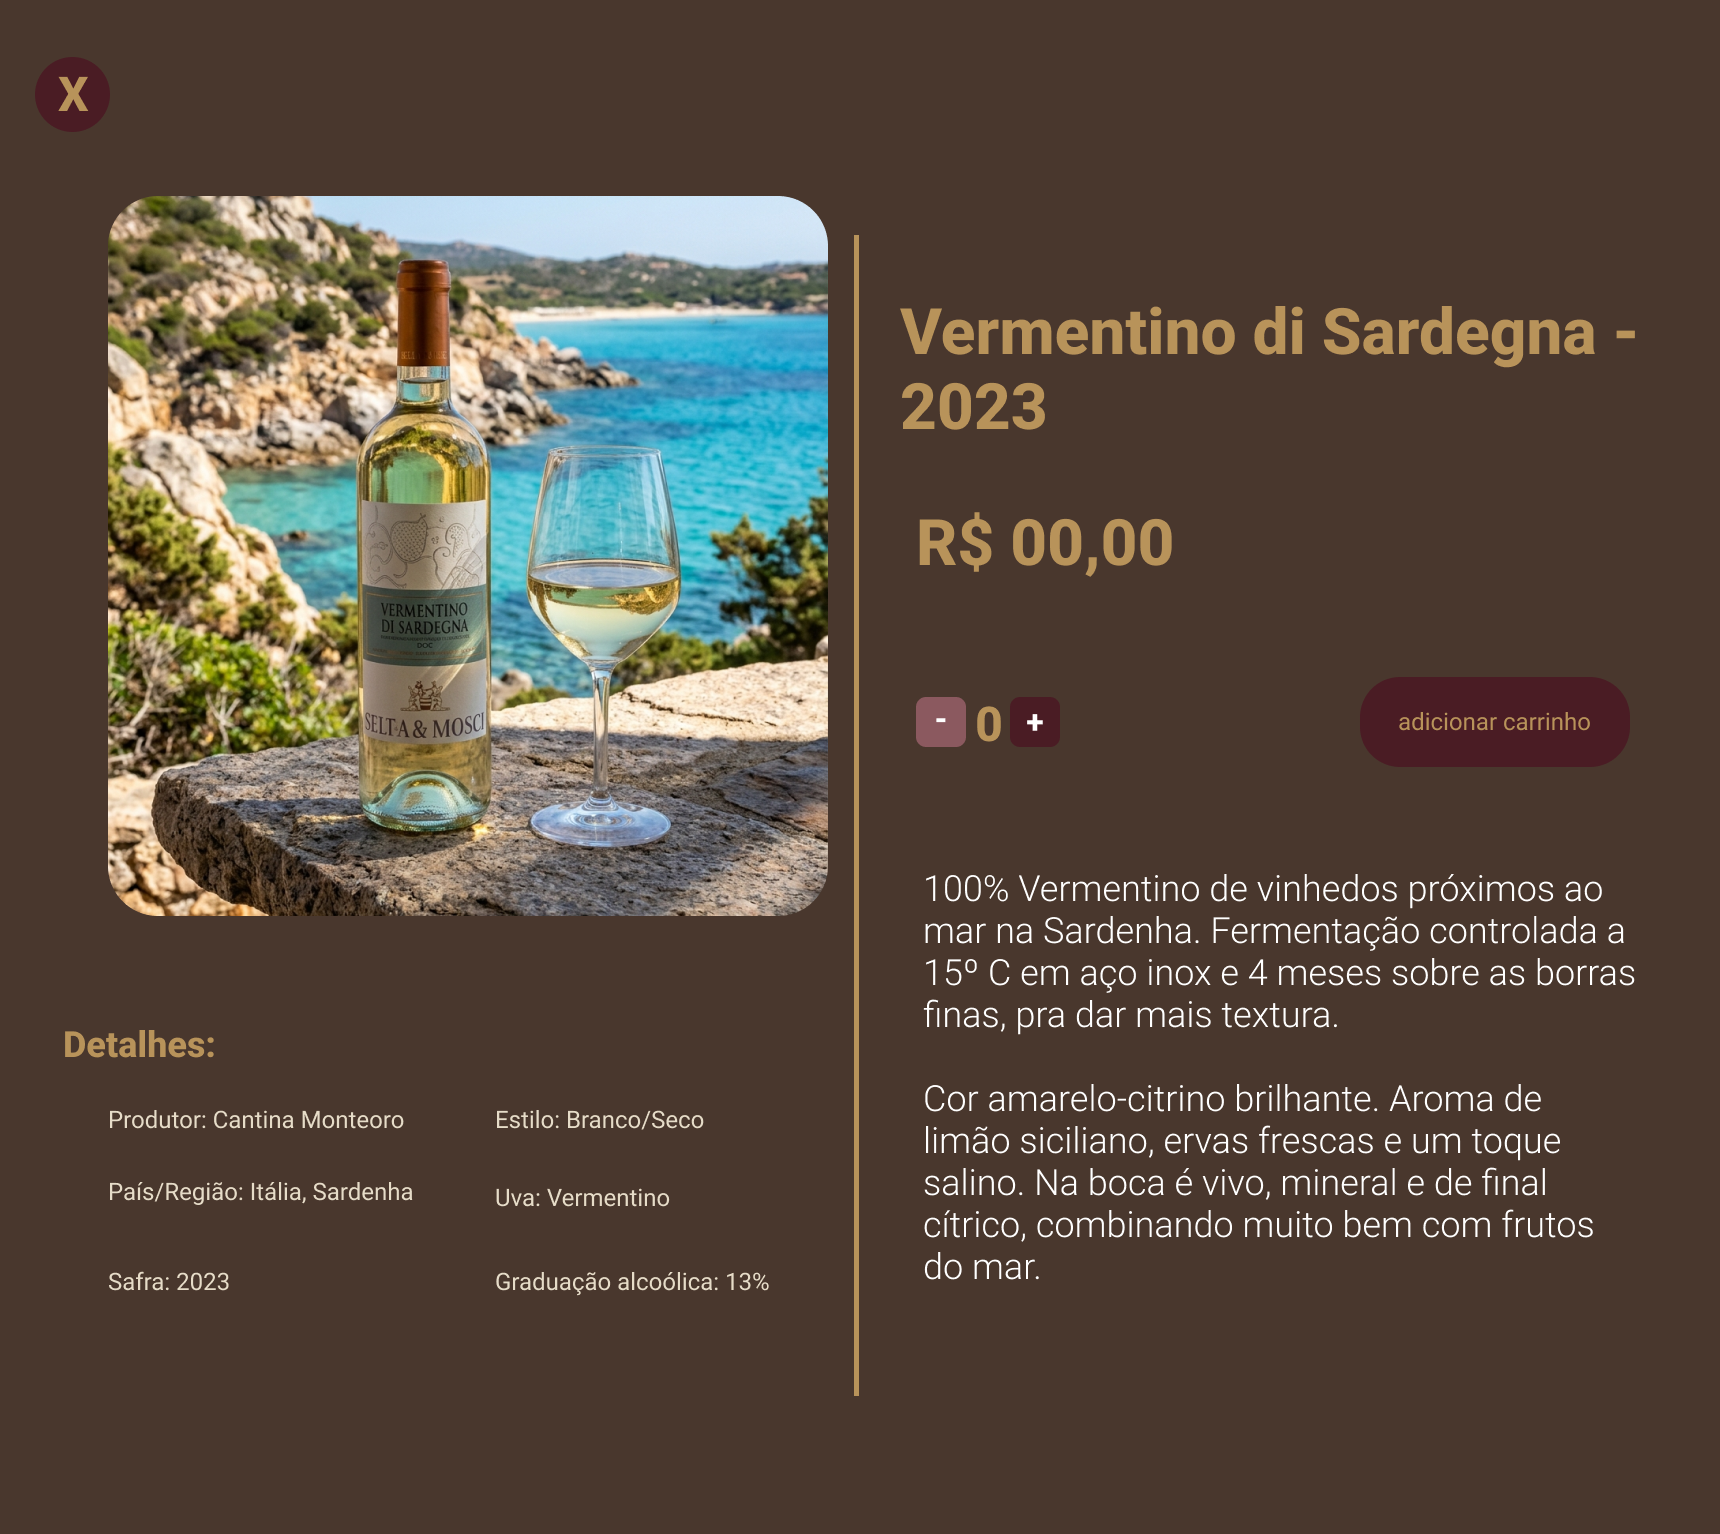 X
VERMENTINO
DI SARDEGNA
DOC
SELT·A & MOSCI
Vermentino di Sardegna -
2023
R$ 00,00
- 0 +
adicionar carrinho
100% Vermentino de vinhedos próximos ao
mar na Sardenha. Fermentação controlada a
15º C em aço inox e 4 meses sobre as borras
finas, pra dar mais textura.
Cor amarelo-citrino brilhante. Aroma de
limão siciliano, ervas frescas e um toque
salino. Na boca é vivo, mineral e de final
cítrico, combinando muito bem com frutos
do mar.
Detalhes:
Produtor: Cantina Monteoro
Estilo: Branco/Seco
País/Região: Itália, Sardenha
Uva: Vermentino
Safra: 2023
Graduação alcoólica: 13%